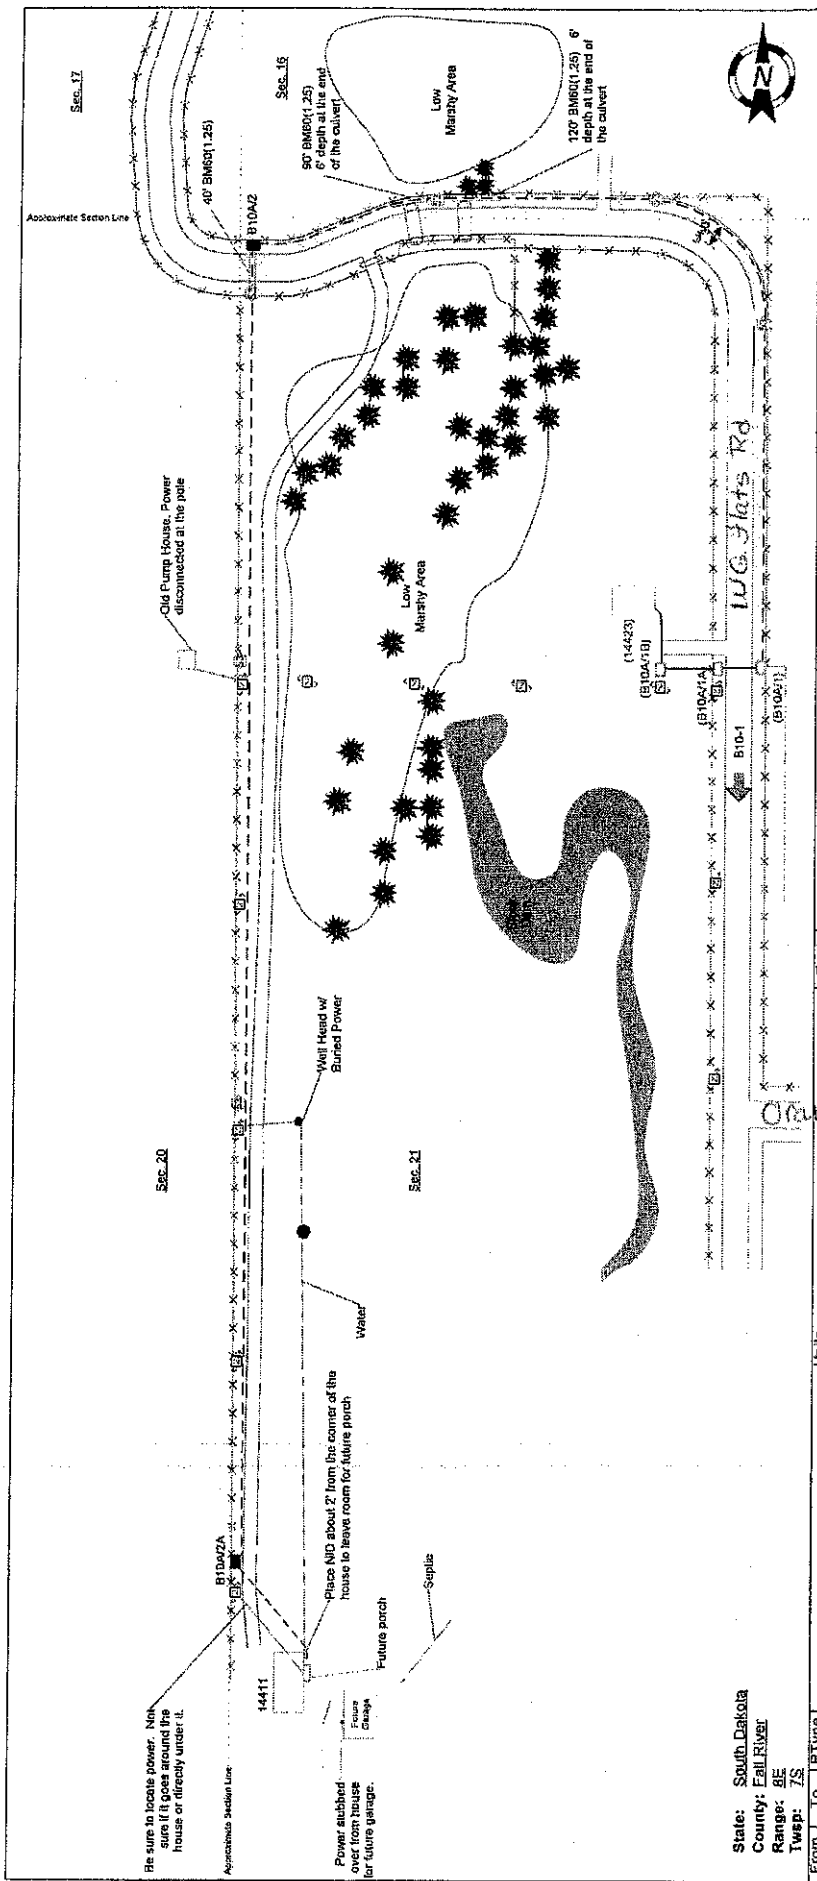 Be sure to locate power. Not
sure if it goes around the
house or directly under it.
Approximate Section Line
Power stubbed
over from house
for future garage.
Future
Garage
14411
B10A/2A
Place NID about 2' from the corner of the
house to leave room for future porch
Future porch
Septic
Water
Sec. 20
Sec. 21
Well Head w/
Buried Power
Old Pump House. Power
disconnected at the pole
Low
Marshy Area
Approximate Section Line
Sec. 17
Sec. 16
40' BM60(1.25)
B10A/2
90' BM60(1.25)
6' depth at the end
of the culvert
Low
Marshy Area
120' BM60(1.25) 6'
depth at the end of
the culvert
N
(14423)
(B10A/1B)
(B10A/1A)
(B10A/1)
B10-1
W.G. Flats Rd
State: South Dakota
County: Fall River
Range: 8E
Twsp: 7S
From To